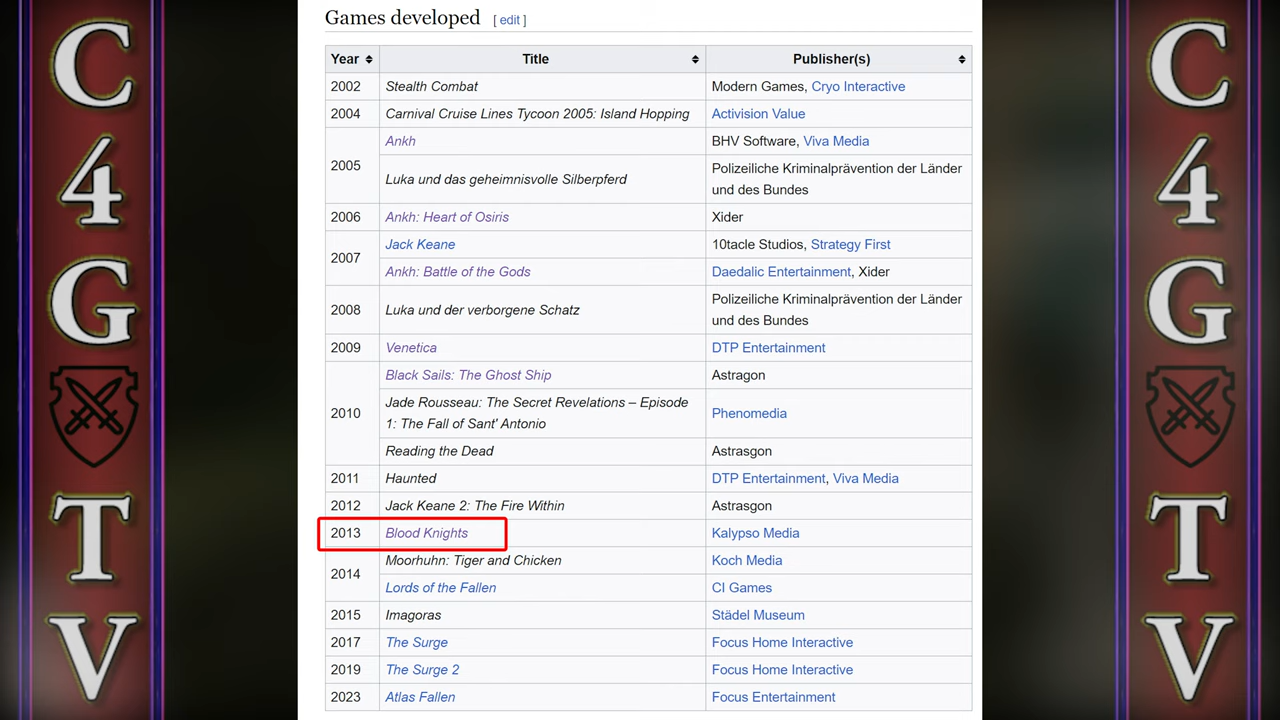 C
4
G
T
V
Games developed [ edit ]
Year Title Publisher(s)
2002 Stealth Combat Modern Games, Cryo Interactive
2004 Carnival Cruise Lines Tycoon 2005: Island Hopping Activision Value
2005 Ankh BHV Software, Viva Media
Luka und das geheimnisvolle Silberpferd Polizeiliche Kriminalprävention der Länder
und des Bundes
2006 Ankh: Heart of Osiris Xider
2007 Jack Keane 10tacle Studios, Strategy First
Ankh: Battle of the Gods Daedalic Entertainment, Xider
2008 Luka und der verborgene Schatz Polizeiliche Kriminalprävention der Länder
und des Bundes
2009 Venetica DTP Entertainment
2010 Black Sails: The Ghost Ship Astragon
Jade Rousseau: The Secret Revelations – Episode
1: The Fall of Sant' Antonio Phenomedia
Reading the Dead Astrasgon
2011 Haunted DTP Entertainment, Viva Media
2012 Jack Keane 2: The Fire Within Astrasgon
2013 Blood Knights Kalypso Media
2014 Moorhuhn: Tiger and Chicken Koch Media
Lords of the Fallen CI Games
2015 Imagoras Städel Museum
2017 The Surge Focus Home Interactive
2019 The Surge 2 Focus Home Interactive
2023 Atlas Fallen Focus Entertainment
C
4
G
T
V